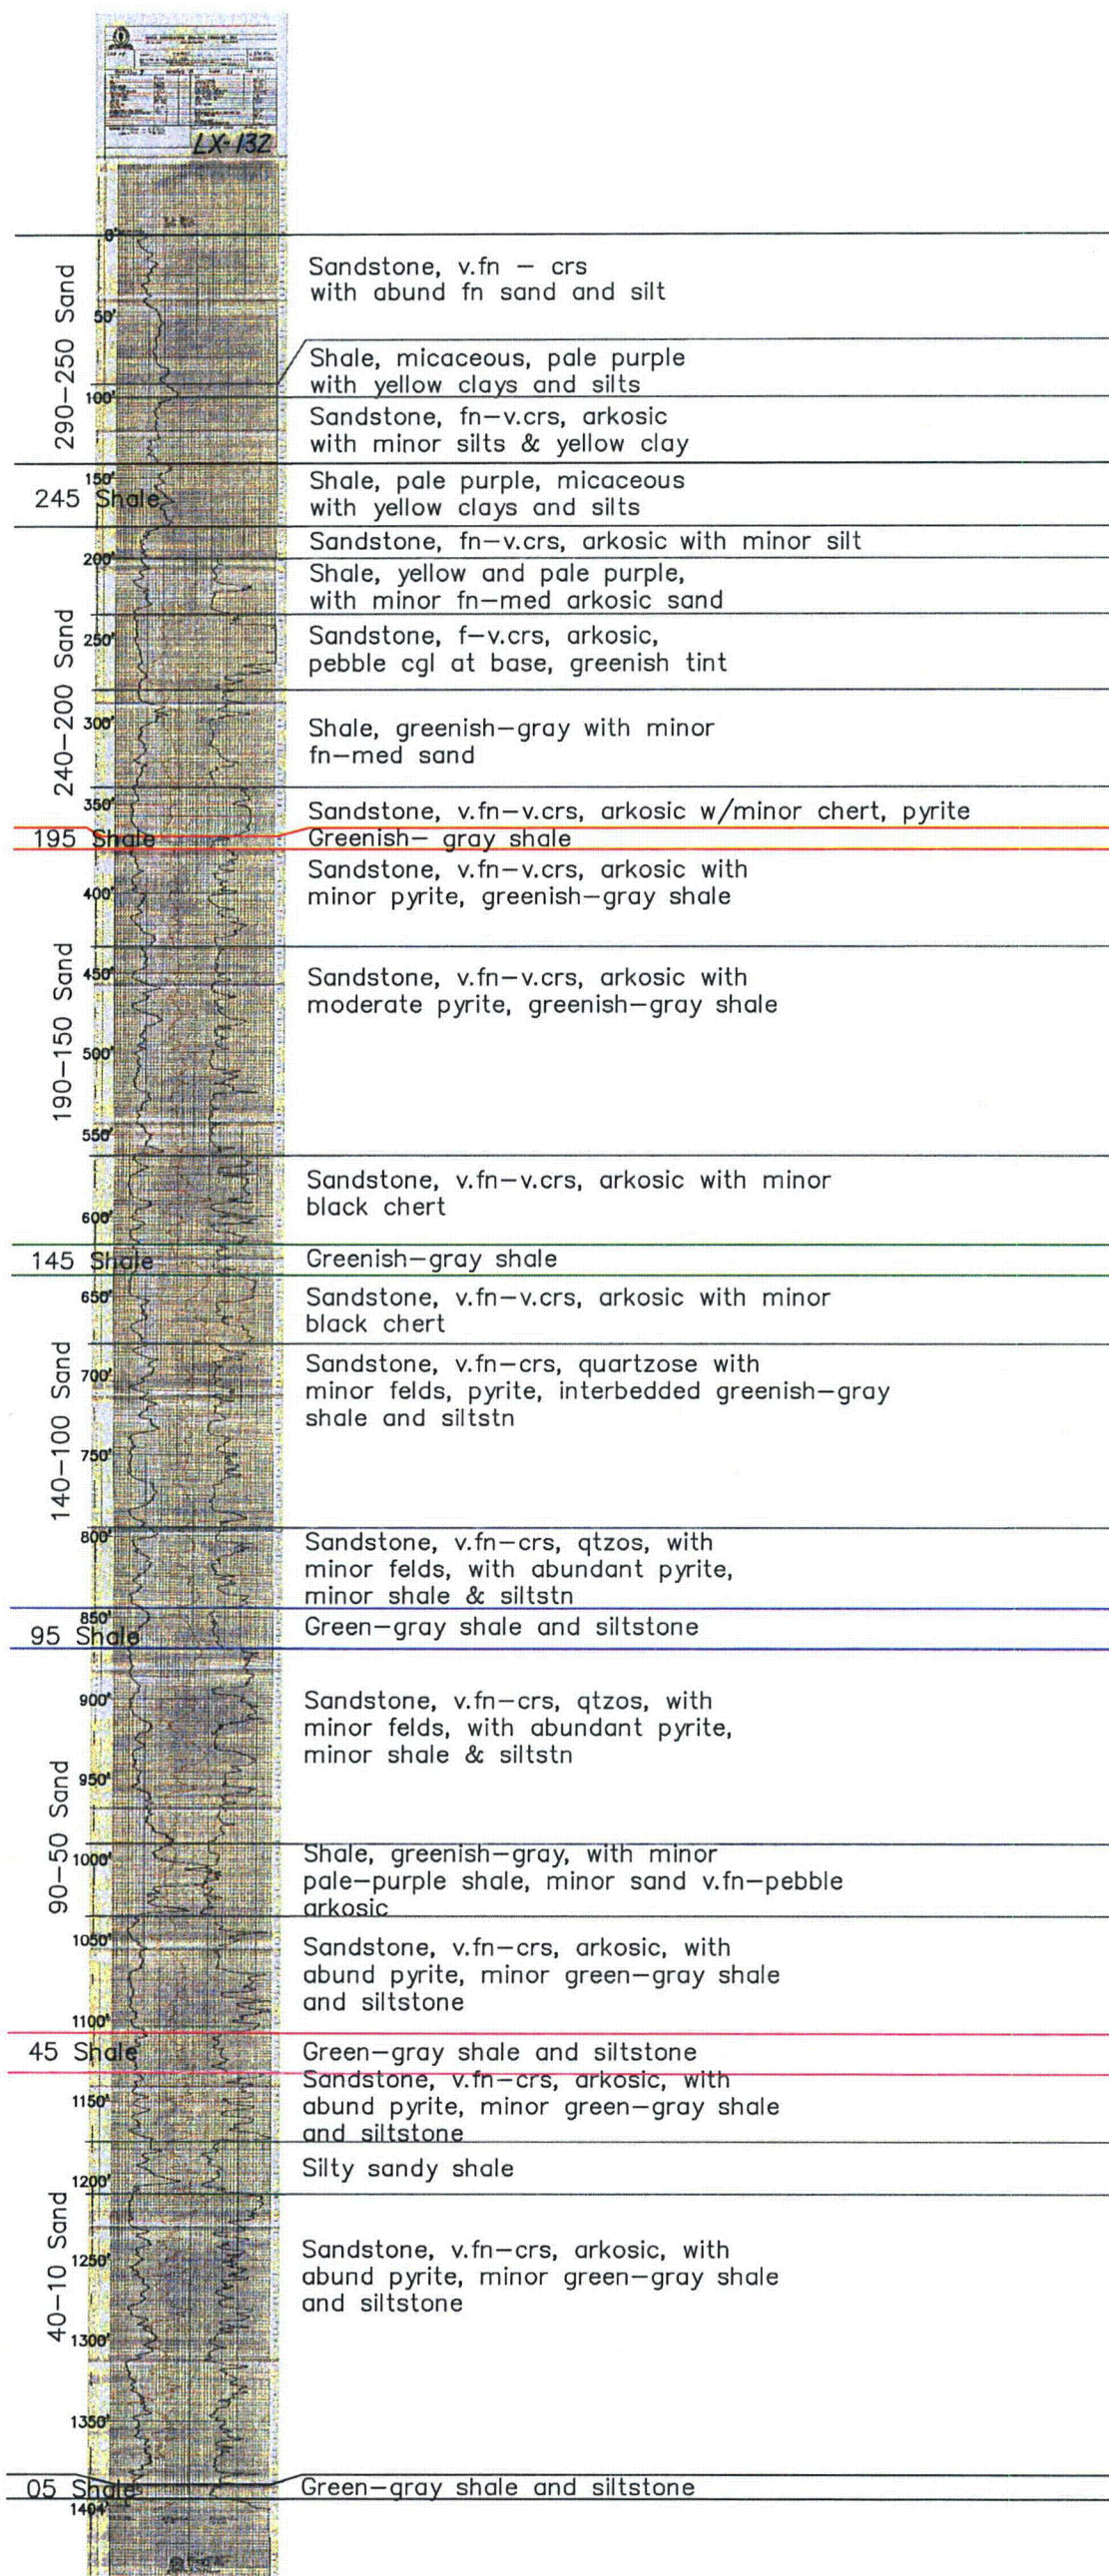 LX-132
0'
290-250 Sand
Sandstone, v.fn - crs
with abund fn sand and silt
50'
Shale, micaceous, pale purple
with yellow clays and silts
100'
Sandstone, fn-v.crs, arkosic
with minor silts & yellow clay
150'
245 Shale
Shale, pale purple, micaceous
with yellow clays and silts
Sandstone, fn-v.crs, arkosic with minor silt
200'
240-200 Sand
Shale, yellow and pale purple,
with minor fn-med arkosic sand
250'
Sandstone, f-v.crs, arkosic,
pebble cgl at base, greenish tint
300'
Shale, greenish-gray with minor
fn-med sand
350'
Sandstone, v.fn-v.crs, arkosic w/minor chert, pyrite
195 Shale
Greenish- gray shale
190-150 Sand
Sandstone, v.fn-v.crs, arkosic with
minor pyrite, greenish-gray shale
400'
450'
Sandstone, v.fn-v.crs, arkosic with
moderate pyrite, greenish-gray shale
500'
550'
Sandstone, v.fn-v.crs, arkosic with minor
black chert
600'
145 Shale
Greenish-gray shale
650'
Sandstone, v.fn-v.crs, arkosic with minor
black chert
140-100 Sand
700'
Sandstone, v.fn-crs, quartzose with
minor felds, pyrite, interbedded greenish-gray
shale and siltstn
750'
800'
Sandstone, v.fn-crs, qtzos, with
minor felds, with abundant pyrite,
minor shale & siltstn
850'
95 Shale
Green-gray shale and siltstone
900'
90-50 Sand
Sandstone, v.fn-crs, qtzos, with
minor felds, with abundant pyrite,
minor shale & siltstn
950'
1000'
Shale, greenish-gray, with minor
pale-purple shale, minor sand v.fn-pebble
arkosic
1050'
Sandstone, v.fn-crs, arkosic, with
abund pyrite, minor green-gray shale
and siltstone
1100'
45 Shale
Green-gray shale and siltstone
Sandstone, v.fn-crs, arkosic, with
abund pyrite, minor green-gray shale
and siltstone
1150'
Silty sandy shale
1200'
40-10 Sand
1250'
Sandstone, v.fn-crs, arkosic, with
abund pyrite, minor green-gray shale
and siltstone
1300'
1350'
05 Shale
Green-gray shale and siltstone
1404'